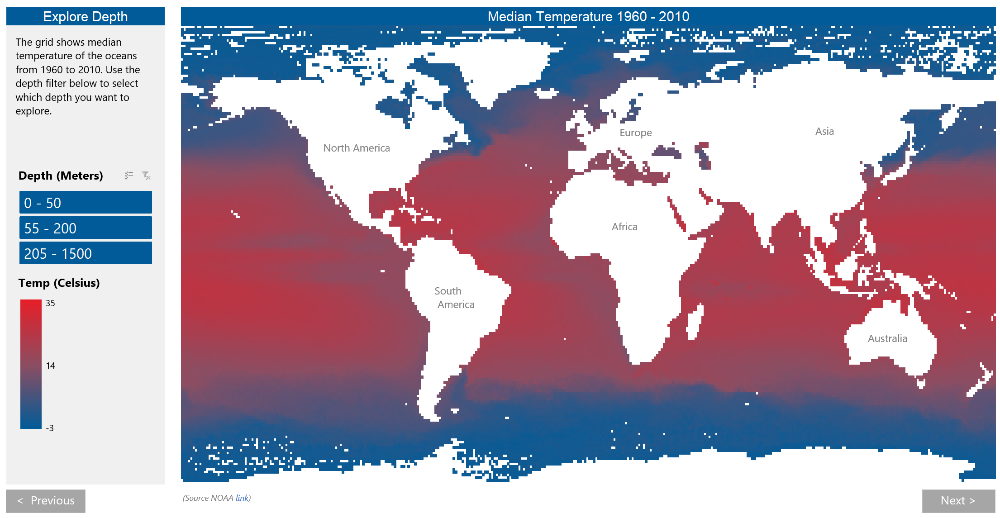 Explore Depth
The grid shows median
temperature of the oceans
from 1960 to 2010. Use the
depth filter below to select
which depth you want to
explore.
Depth (Meters)
0 - 50
55 - 200
205 - 1500
Temp (Celsius)
35
14
-3
< Previous
Median Temperature 1960 - 2010
North America
Europe
Asia
Africa
South
America
Australia
(Source NOAA link)
Next >